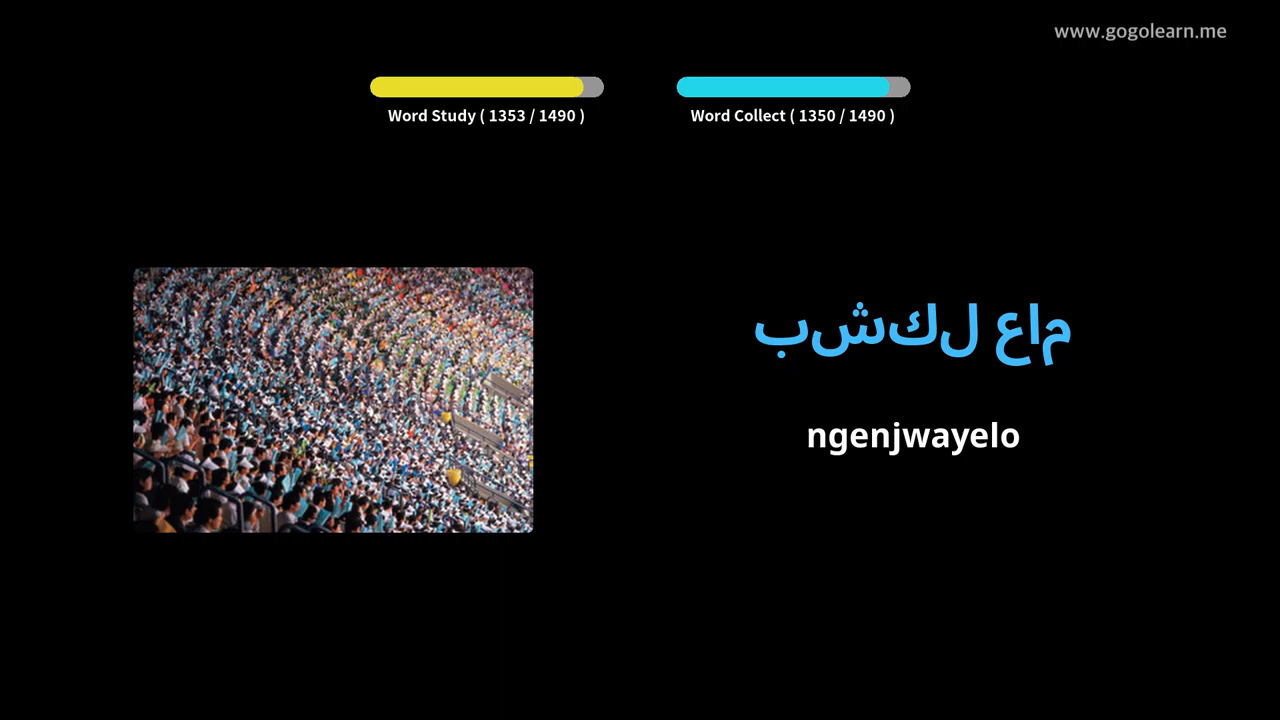 www.gogolearn.me
Word Study ( 1353 / 1490 )
Word Collect ( 1350 / 1490 )
بشكل عام
ngenjwayelo